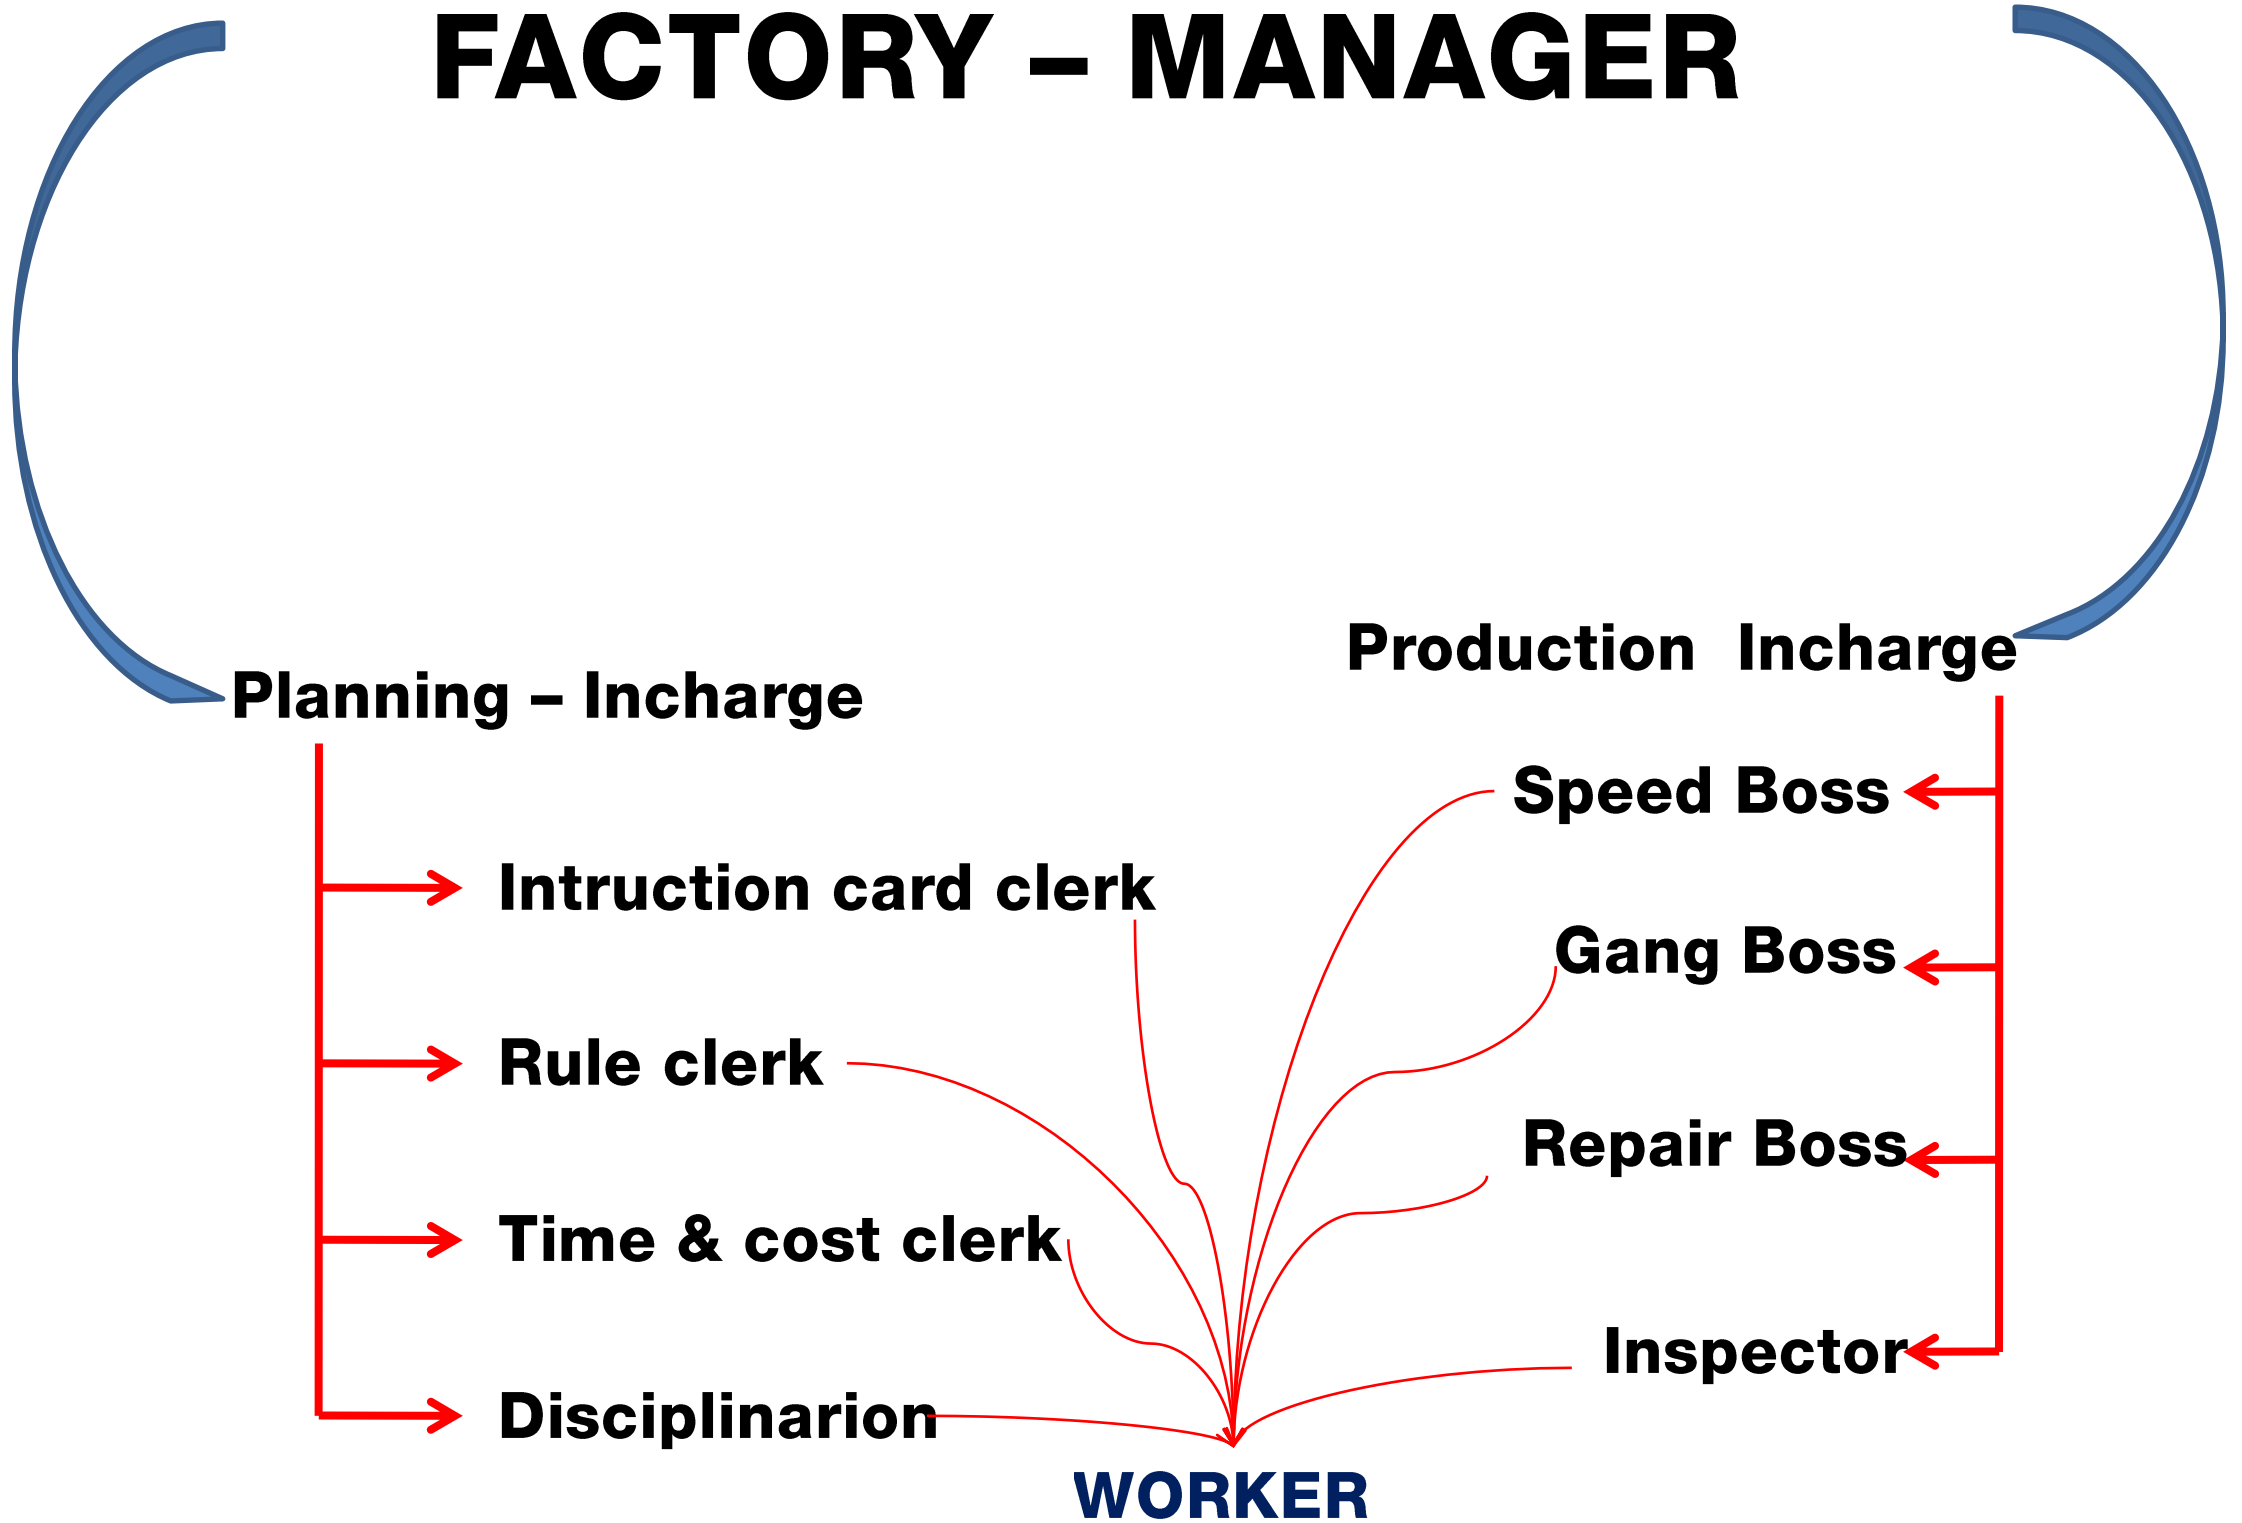 FACTORY – MANAGER
Planning – Incharge
Intruction card clerk
Rule clerk
Time & cost clerk
Disciplinarion
Production Incharge
Speed Boss
Gang Boss
Repair Boss
Inspector
WORKER